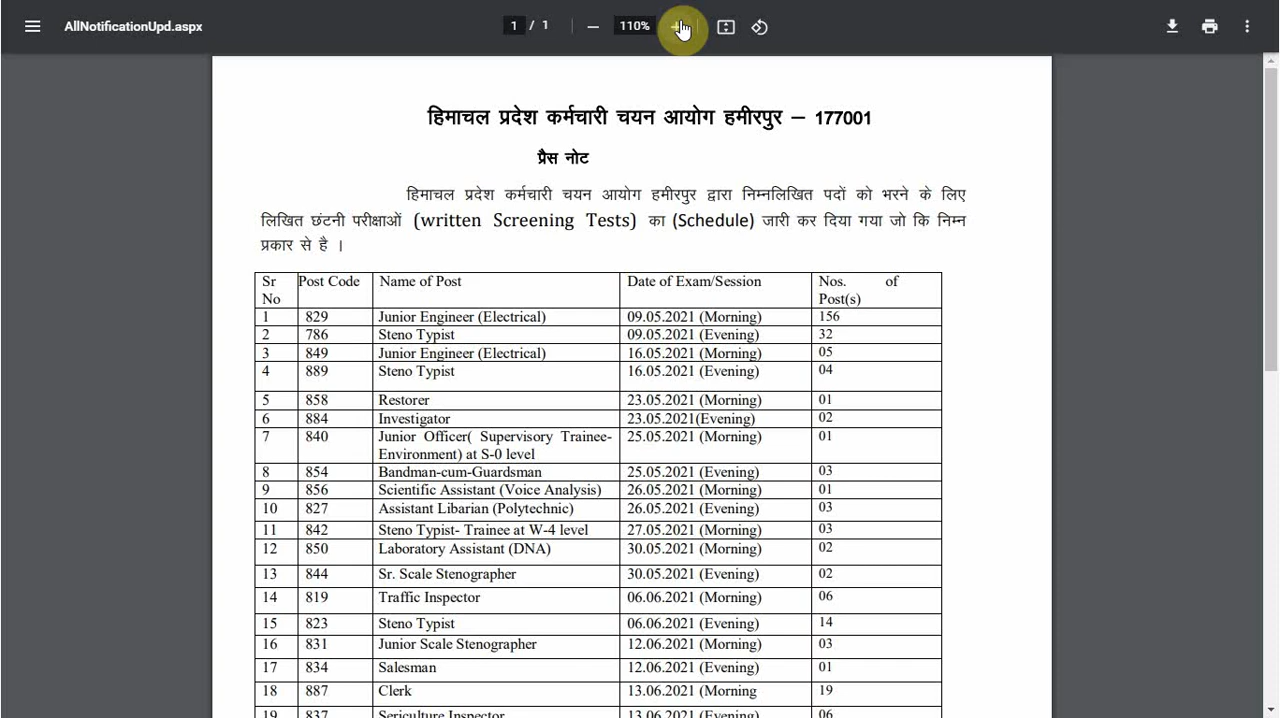 AllNotificationUpd.aspx 1 / 1 110%
हिमाचल प्रदेश कर्मचारी चयन आयोग हमीरपुर – 177001
प्रैस नोट
हिमाचल प्रदेश कर्मचारी चयन आयोग हमीरपुर द्वारा निम्नलिखित पदों को भरने के लिए
लिखित छंटनी परीक्षाओं (written Screening Tests) का (Schedule) जारी कर दिया गया जो कि निम्न
प्रकार से है ।
Sr No Post Code Name of Post Date of Exam/Session Nos. of Post(s)
1 829 Junior Engineer (Electrical) 09.05.2021 (Morning) 156
2 786 Steno Typist 09.05.2021 (Evening) 32
3 849 Junior Engineer (Electrical) 16.05.2021 (Morning) 05
4 889 Steno Typist 16.05.2021 (Evening) 04
5 858 Restorer 23.05.2021 (Morning) 01
6 884 Investigator 23.05.2021(Evening) 02
7 840 Junior Officer( Supervisory Trainee- 25.05.2021 (Morning) 01
Environment) at S-0 level
8 854 Bandman-cum-Guardsman 25.05.2021 (Evening) 03
9 856 Scientific Assistant (Voice Analysis) 26.05.2021 (Morning) 01
10 827 Assistant Libarian (Polytechnic) 26.05.2021 (Evening) 03
11 842 Steno Typist- Trainee at W-4 level 27.05.2021 (Morning) 03
12 850 Laboratory Assistant (DNA) 30.05.2021 (Morning) 02
13 844 Sr. Scale Stenographer 30.05.2021 (Evening) 02
14 819 Traffic Inspector 06.06.2021 (Morning) 06
15 823 Steno Typist 06.06.2021 (Evening) 14
16 831 Junior Scale Stenographer 12.06.2021 (Morning) 03
17 834 Salesman 12.06.2021 (Evening) 01
18 887 Clerk 13.06.2021 (Morning 19
19 837 Sericulture Inspector 13.06.2021 (Evening) 06